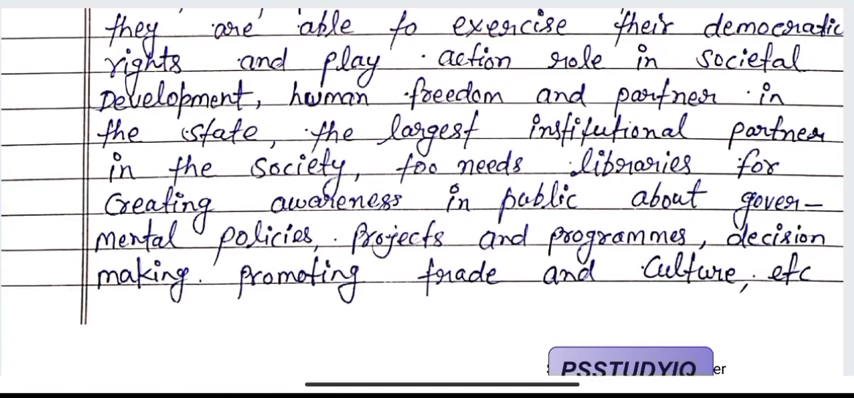 they are able to exercise their democratic
rights and play action role in societal
Development, human freedom and partner in
the state, the largest institutional partner
in the society, too needs libraries for
Creating awareness in public about gover-
mental policies, projects and programmes, decision
making. promoting trade and Culture, etc
PSSTUDYIQ er